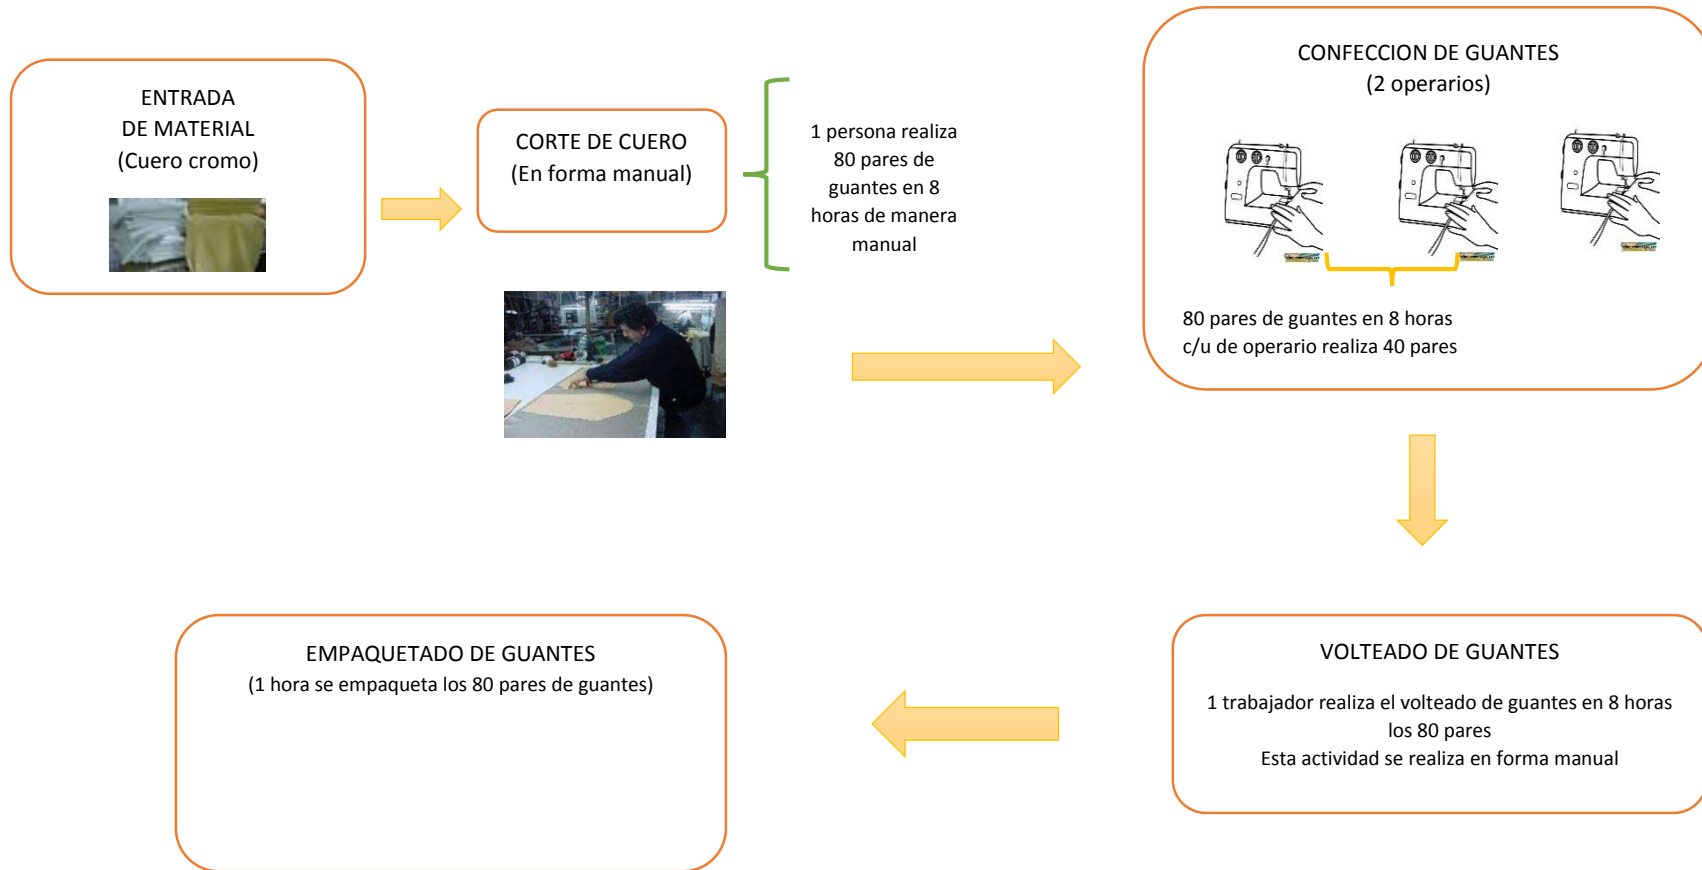 ENTRADA
DE MATERIAL
(Cuero cromo)
CORTE DE CUERO
(En forma manual)
1 persona realiza
80 pares de
guantes en 8
horas de manera
manual
CONFECCION DE GUANTES
(2 operarios)
80 pares de guantes en 8 horas
c/u de operario realiza 40 pares
VOLTEADO DE GUANTES
1 trabajador realiza el volteado de guantes en 8 horas
los 80 pares
Esta actividad se realiza en forma manual
EMPAQUETADO DE GUANTES
(1 hora se empaqueta los 80 pares de guantes)